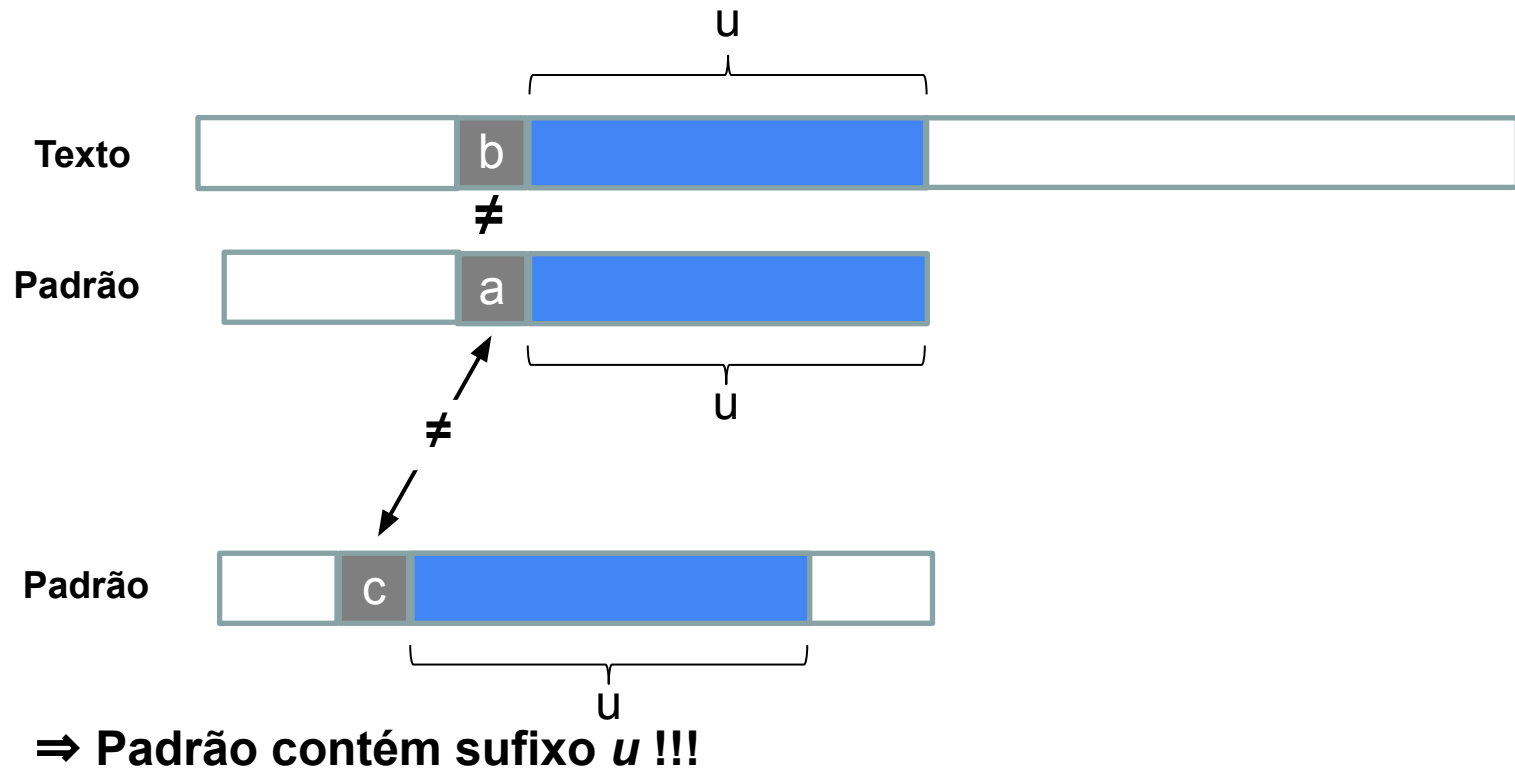 u
Texto
b
≠
Padrão
a
u
≠
Padrão
c
u
⇒ Padrão contém sufixo u !!!